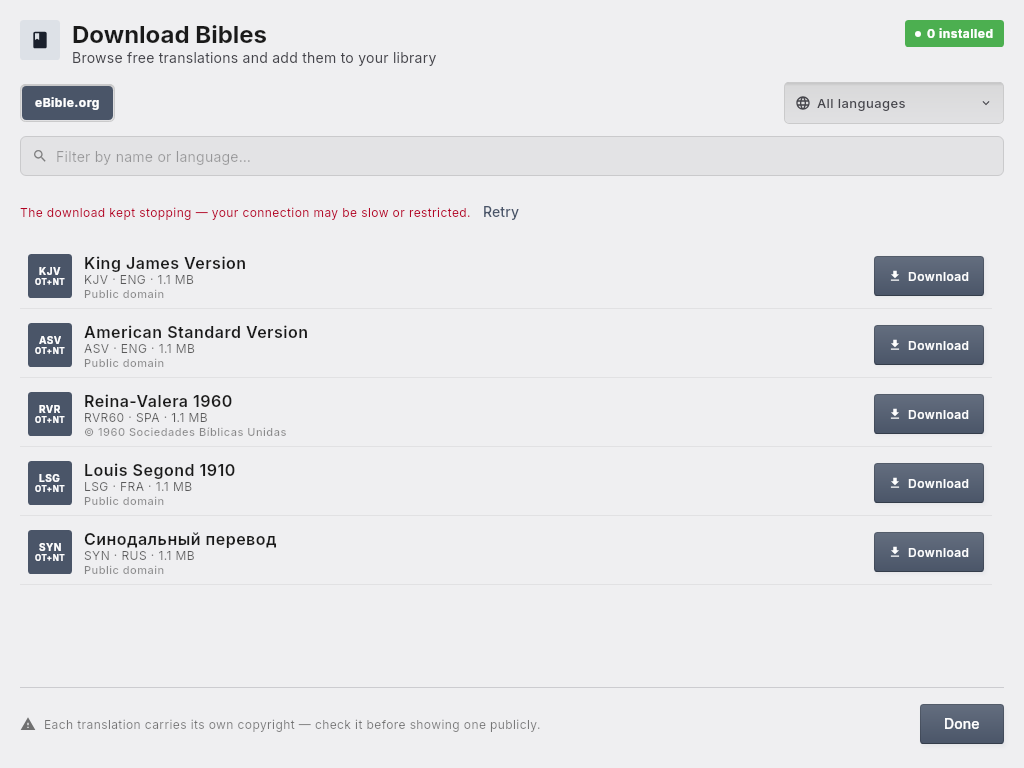 Download Bibles
Browse free translations and add them to your library
0 installed
eBible.org
All languages
Filter by name or language...
The download kept stopping — your connection may be slow or restricted. Retry
KJV
OT+NT
King James Version
KJV · ENG · 1.1 MB
Public domain
Download
ASV
OT+NT
American Standard Version
ASV · ENG · 1.1 MB
Public domain
Download
RVR
OT+NT
Reina-Valera 1960
RVR60 · SPA · 1.1 MB
© 1960 Sociedades Bíblicas Unidas
Download
LSG
OT+NT
Louis Segond 1910
LSG · FRA · 1.1 MB
Public domain
Download
SYN
OT+NT
Синодальный перевод
SYN · RUS · 1.1 MB
Public domain
Download
Each translation carries its own copyright — check it before showing one publicly.
Done